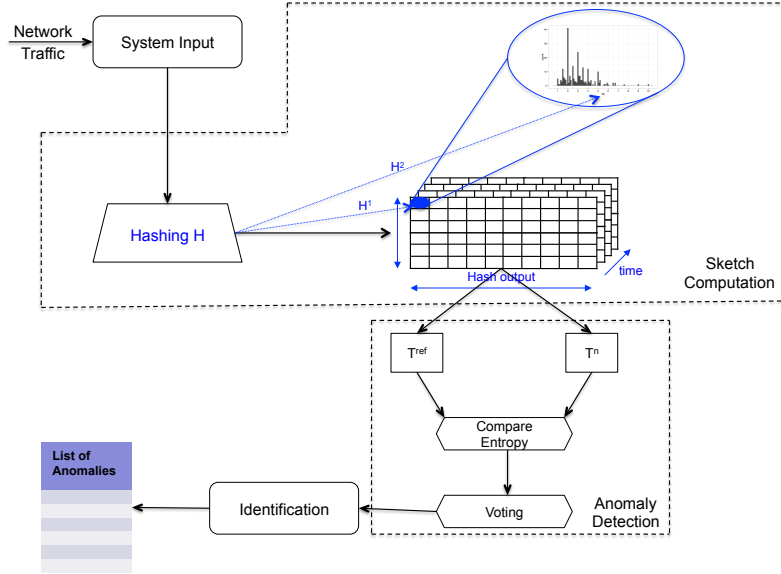 Network
Traffic
System Input
H²
H¹
Hashing H
Hash output
time
Sketch
Computation
Tʳᵉᶠ
Tⁿ
Compare
Entropy
List of
Anomalies
Identification
Voting
Anomaly
Detection